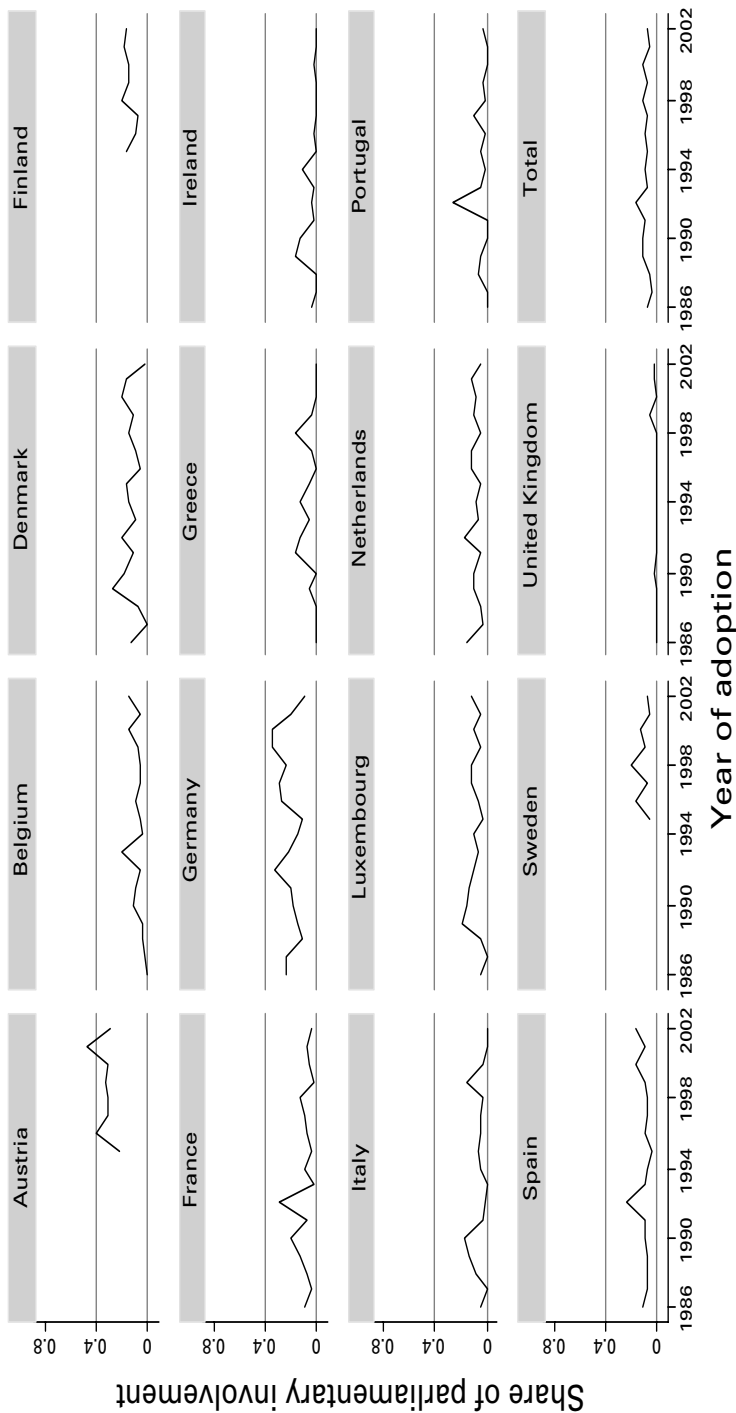 Share of parliamentary involvement
Austria
Belgium
Denmark
Finland
0.8
0.4
0
France
Germany
Greece
Ireland
0.8
0.4
0
Italy
Luxembourg
Netherlands
Portugal
0.8
0.4
0
Spain
Sweden
United Kingdom
Total
0.8
0.4
0
1986 1990 1994 1998 2002 1986 1990 1994 1998 2002 1986 1990 1994 1998 2002 1986 1990 1994 1998 2002
Year of adoption